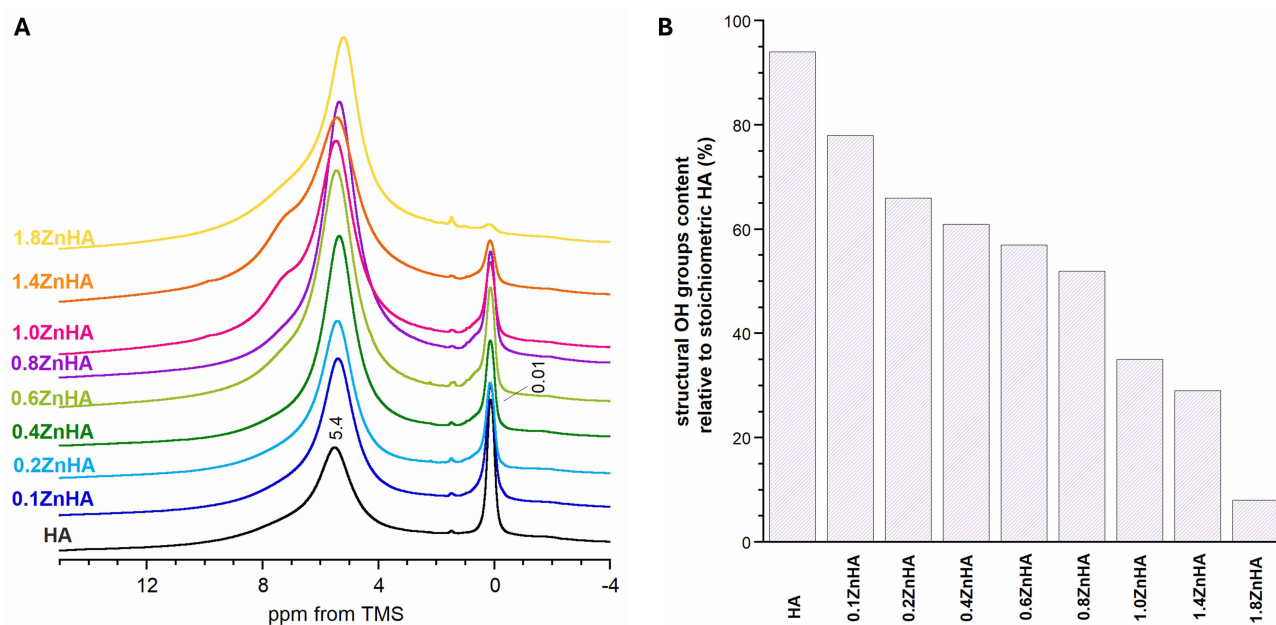 A
1.8ZnHA
1.4ZnHA
1.0ZnHA
0.8ZnHA
0.6ZnHA
0.4ZnHA
0.2ZnHA
0.1ZnHA
HA
5.4
0.01
12
8
4
0
-4
ppm from TMS
B
structural OH groups content
relative to stoichiometric HA (%)
100
80
60
40
20
0
HA
0.1ZnHA
0.2ZnHA
0.4ZnHA
0.6ZnHA
0.8ZnHA
1.0ZnHA
1.4ZnHA
1.8ZnHA